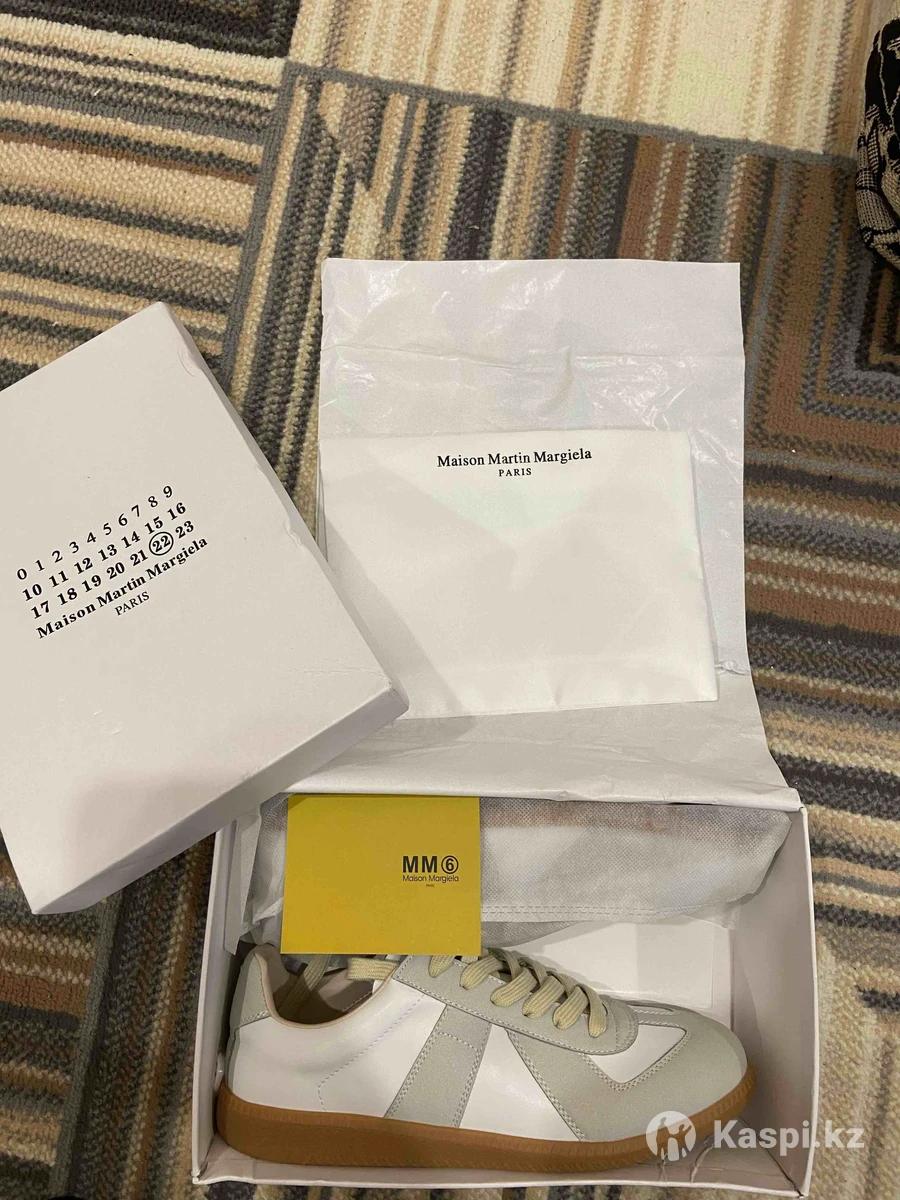 Maison Martin Margiela
PARIS
0 1 2 3 4 5 6 7 8 9
10 11 12 13 14 15 16
17 18 19 20 21 22 23
Maison Martin Margiela
PARIS
MM6
Maison Margiela
PARIS
Kaspi.kz